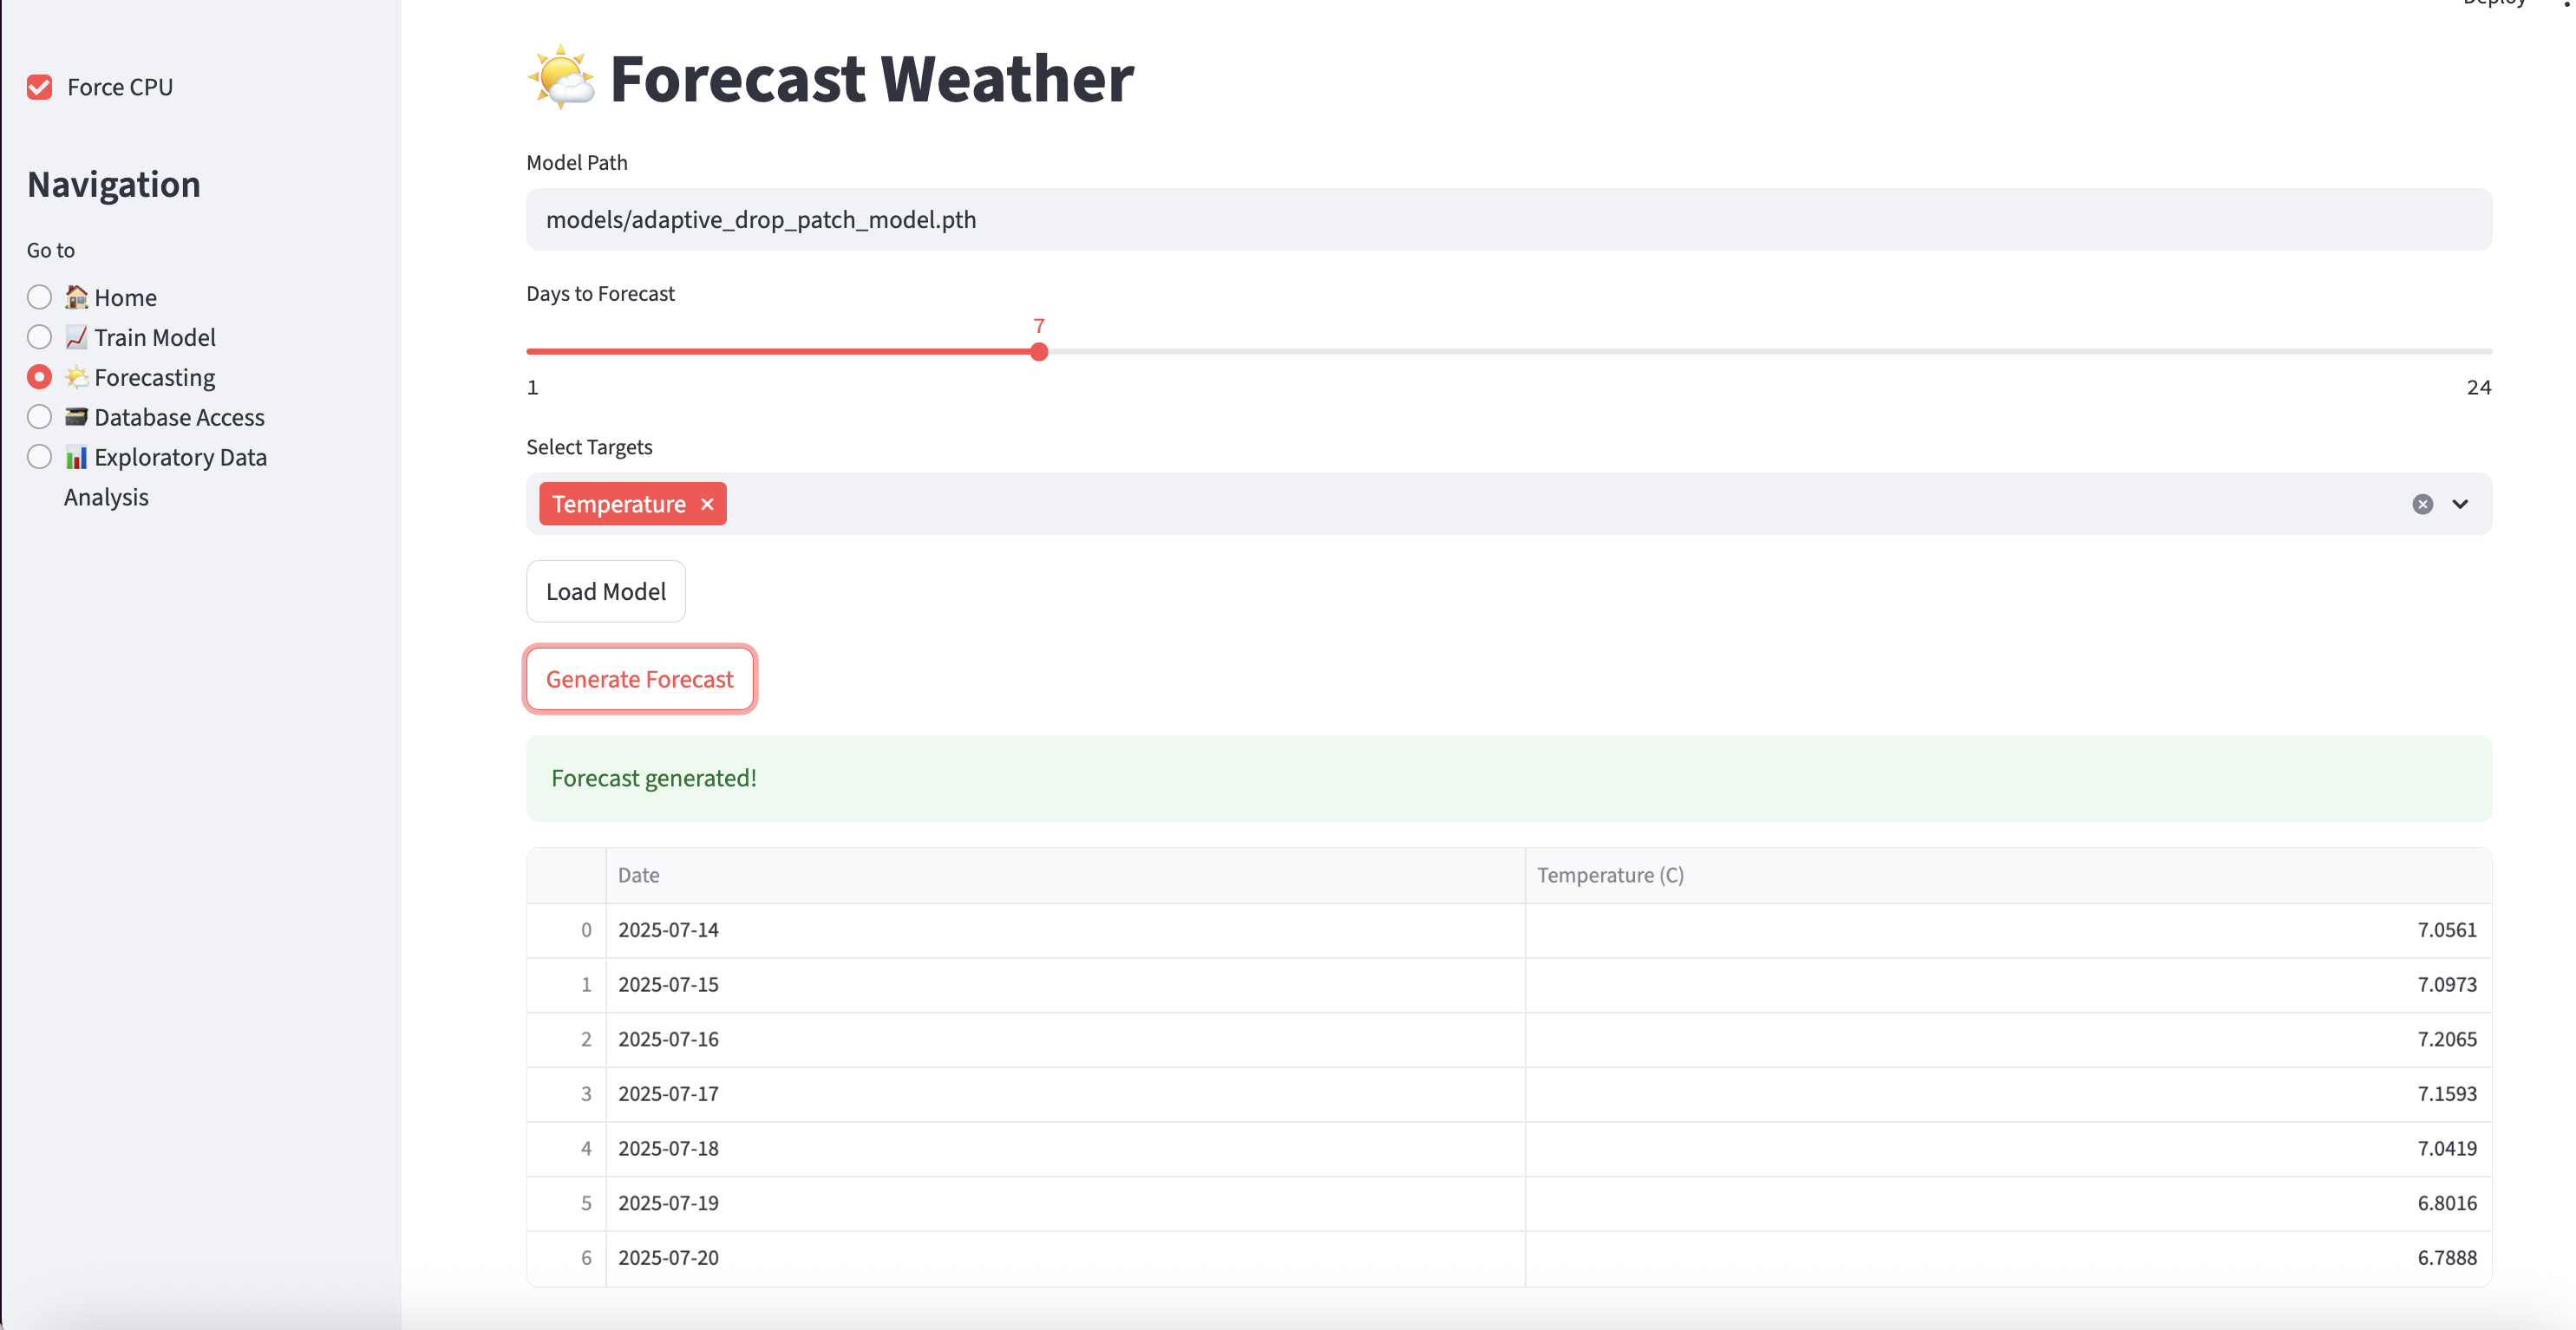 Deploy
Force CPU
Navigation
Go to
Home
Train Model
Forecasting
Database Access
Exploratory Data
Analysis
Forecast Weather
Model Path
models/adaptive_drop_patch_model.pth
Days to Forecast
7
1 24
Select Targets
Temperature
Load Model
Generate Forecast
Forecast generated!
Date Temperature (C)
0 2025-07-14 7.0561
1 2025-07-15 7.0973
2 2025-07-16 7.2065
3 2025-07-17 7.1593
4 2025-07-18 7.0419
5 2025-07-19 6.8016
6 2025-07-20 6.7888